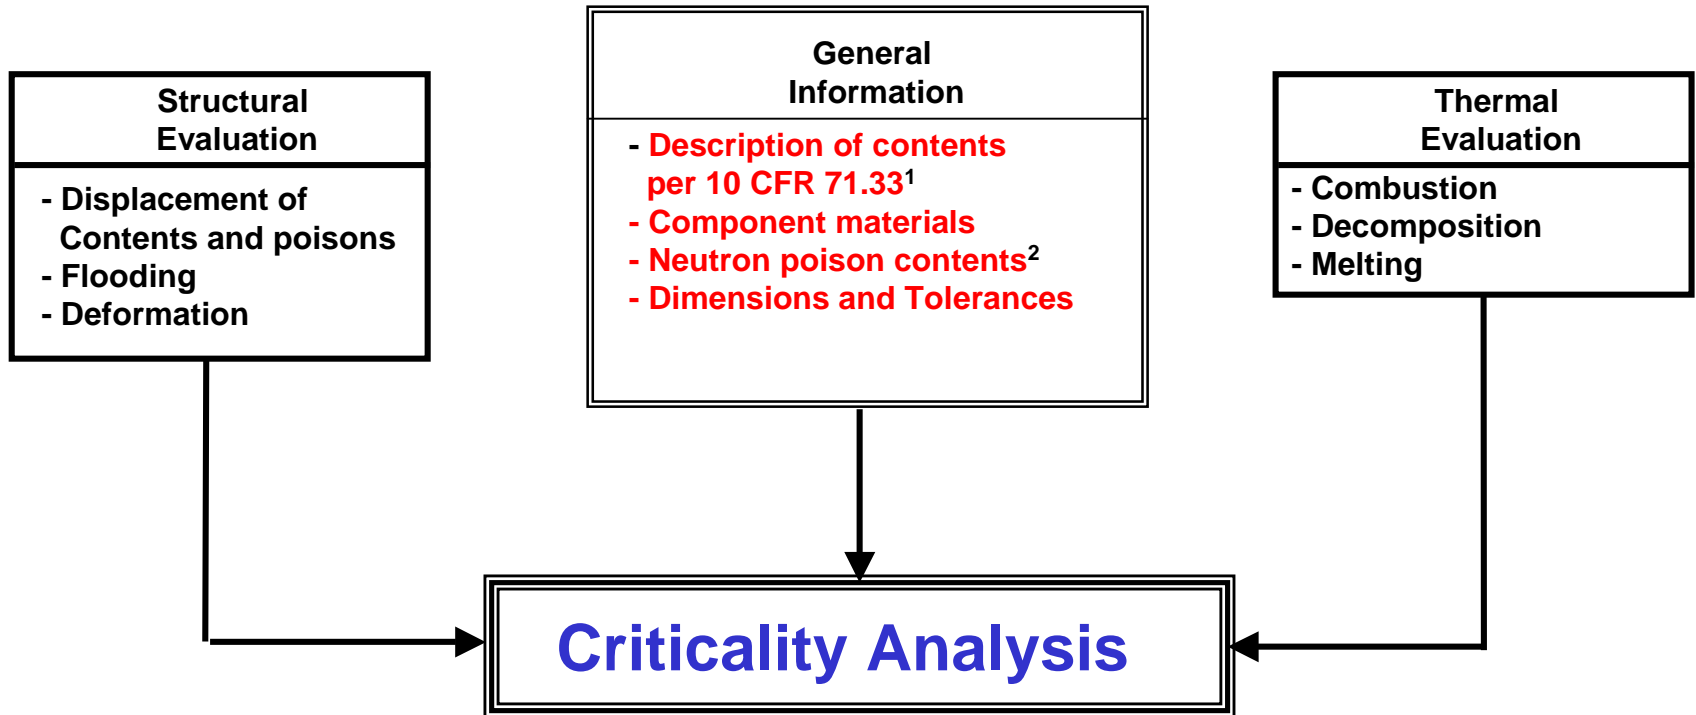 Structural
Evaluation
- Displacement of
Contents and poisons
- Flooding
- Deformation
General
Information
- Description of contents
per 10 CFR 71.33¹
- Component materials
- Neutron poison contents²
- Dimensions and Tolerances
Thermal
Evaluation
- Combustion
- Decomposition
- Melting
Criticality Analysis